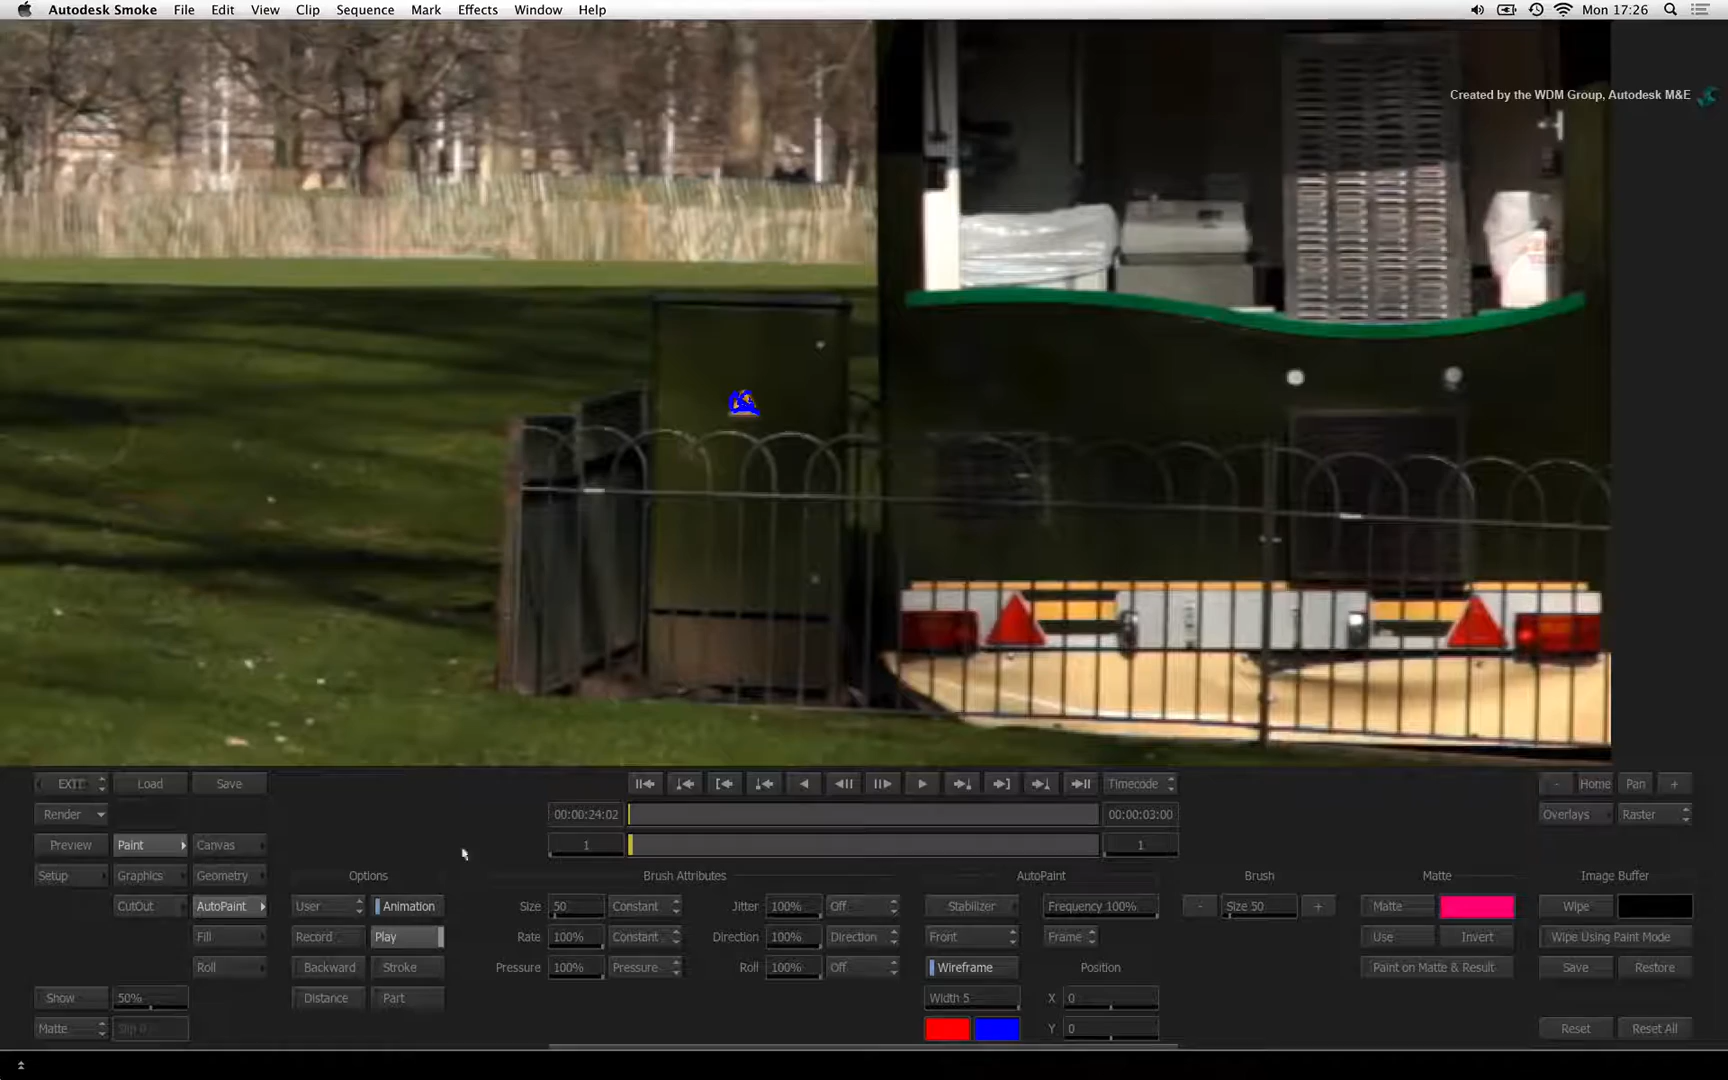 Autodesk Smoke File Edit View Clip Sequence Mark Effects Window Help Mon 17:26
Created by the WDM Group, Autodesk M&E
EXIT Load Save Timecode - Home Pan +
Render 00:00:24:02 00:00:03:00 Overlays Raster
Preview Paint Canvas 1 1
Setup Graphics Geometry Options Brush Attributes AutoPaint Brush Matte Image Buffer
CutOut AutoPaint User Animation Size 50 Constant Jitter 100% Off Stabilizer Frequency 100% - Size 50 + Matte Wipe
Fill Record Play Rate 100% Constant Direction 100% Direction Front Frame Use Invert Wipe Using Paint Mode
Roll Backward Stroke Pressure 100% Pressure Roll 100% Off Wireframe Position Paint on Matte & Result Save Restore
Show 50% Distance Part Width 5 X 0
Matte Slip 0 Y 0 Reset Reset All